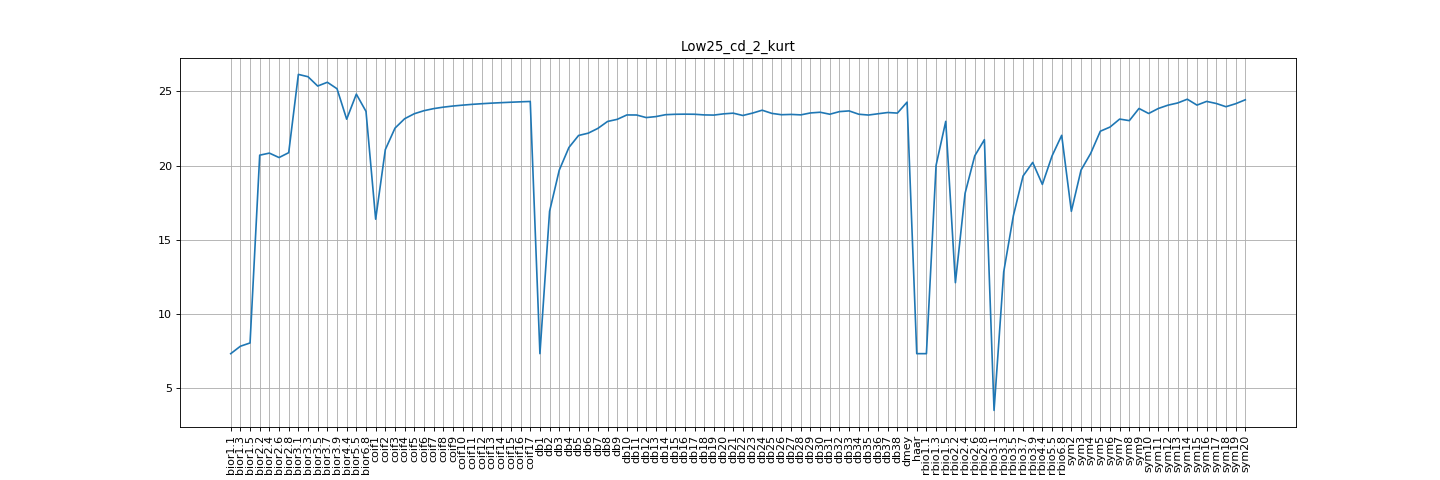 Low25_cd_2_kurt
25
20
15
10
5
bior1.1
bior1.3
bior1.5
bior2.2
bior2.4
bior2.6
bior2.8
bior3.1
bior3.3
bior3.5
bior3.7
bior3.9
bior4.4
bior5.5
bior6.8
coif1
coif2
coif3
coif4
coif5
coif6
coif7
coif8
coif9
coif10
coif11
coif12
coif13
coif14
coif15
coif16
coif17
db1
db2
db3
db4
db5
db6
db7
db8
db9
db10
db11
db12
db13
db14
db15
db16
db17
db18
db19
db20
db21
db22
db23
db24
db25
db26
db27
db28
db29
db30
db31
db32
db33
db34
db35
db36
db37
db38
dmey
haar
rbio1.1
rbio1.3
rbio1.5
rbio2.2
rbio2.4
rbio2.6
rbio2.8
rbio3.1
rbio3.3
rbio3.5
rbio3.7
rbio3.9
rbio4.4
rbio5.5
rbio6.8
sym2
sym3
sym4
sym5
sym6
sym7
sym8
sym9
sym10
sym11
sym12
sym13
sym14
sym15
sym16
sym17
sym18
sym19
sym20